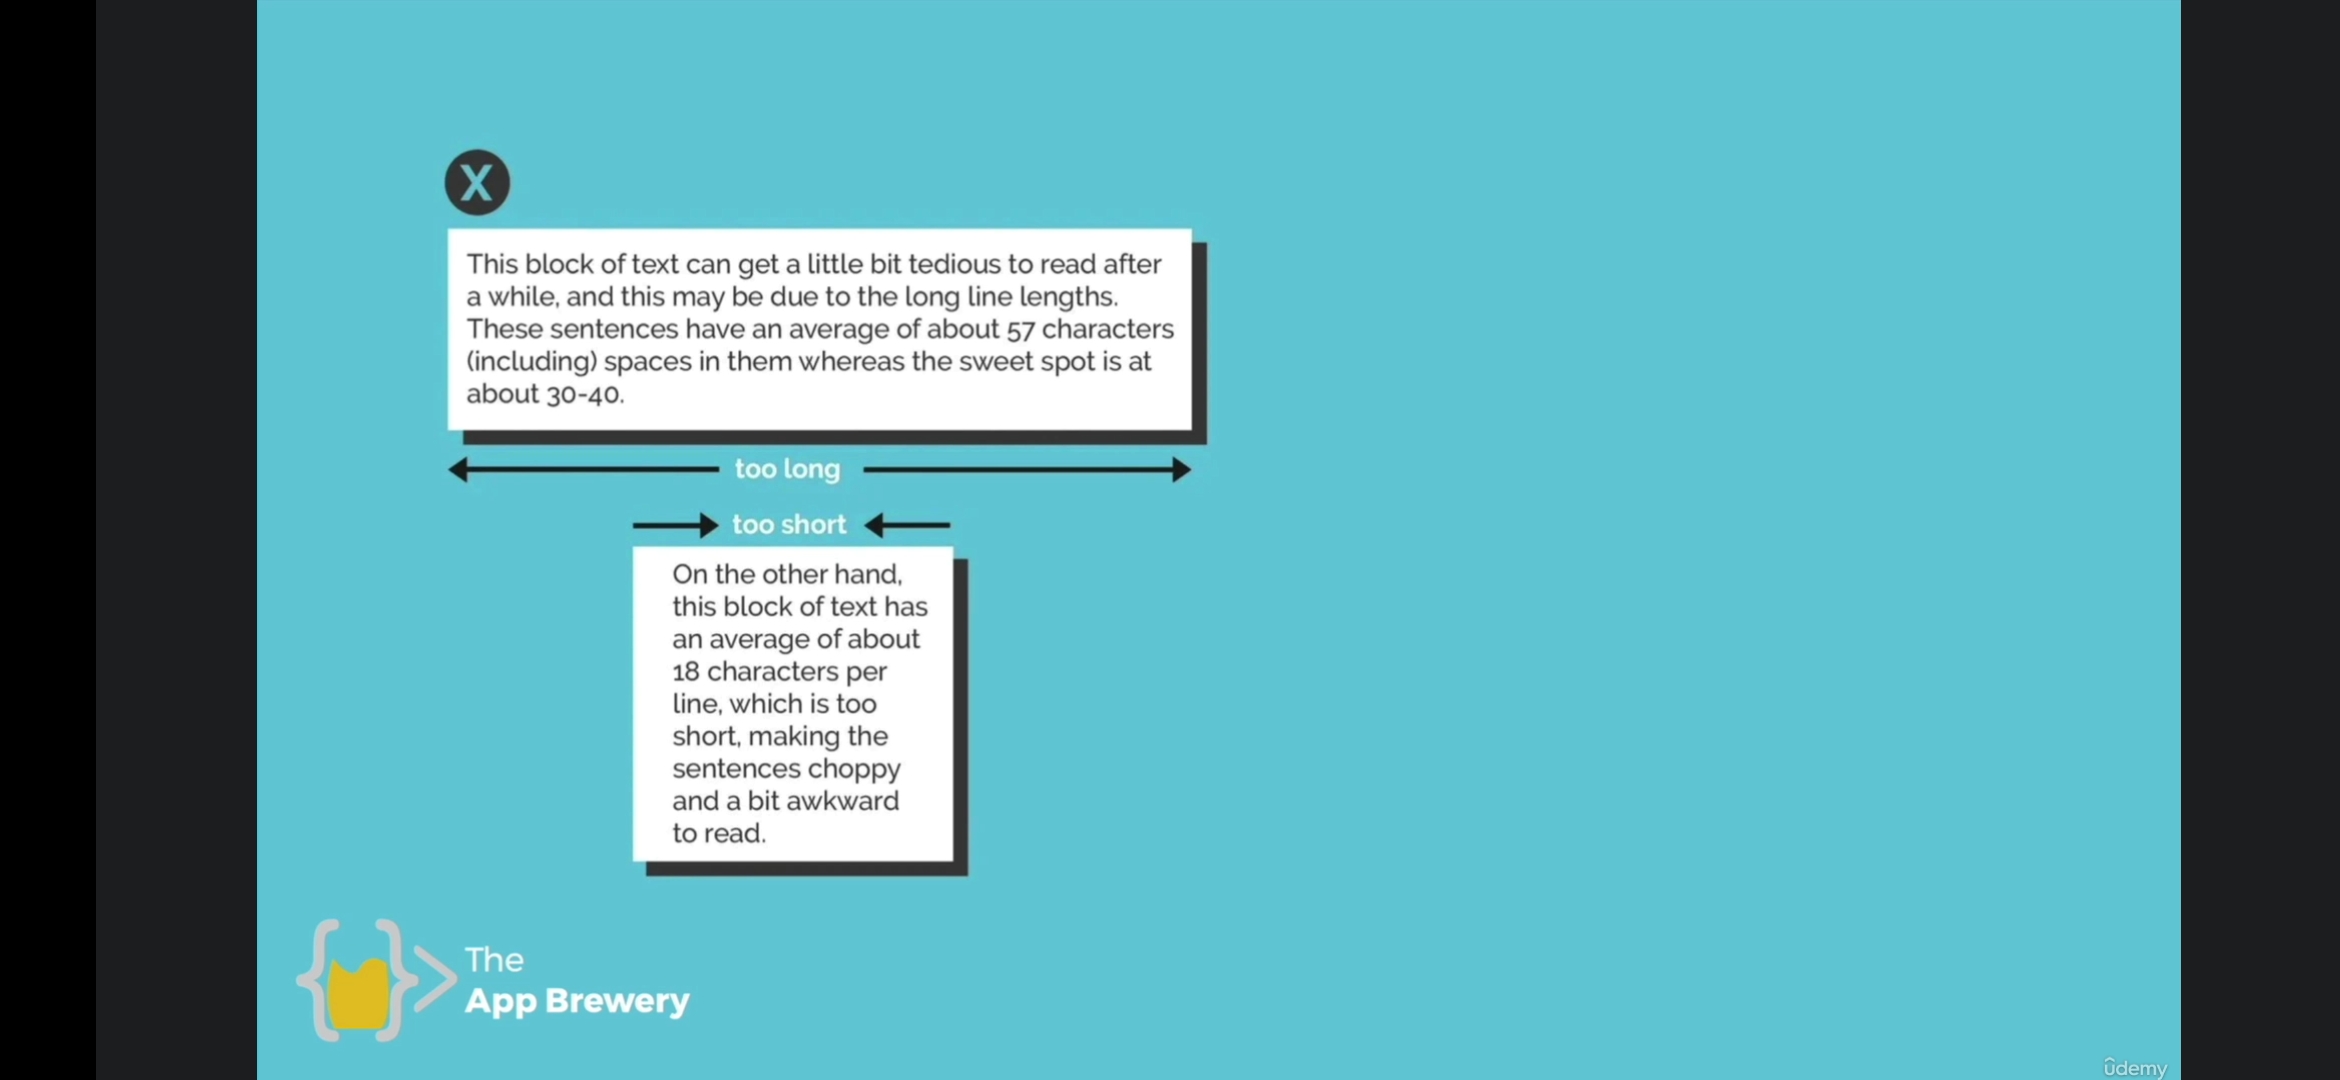 X
This block of text can get a little bit tedious to read after
a while, and this may be due to the long line lengths.
These sentences have an average of about 57 characters
(including) spaces in them whereas the sweet spot is at
about 30-40.
too long
too short
On the other hand,
this block of text has
an average of about
18 characters per
line, which is too
short, making the
sentences choppy
and a bit awkward
to read.
The
App Brewery
ûdemy